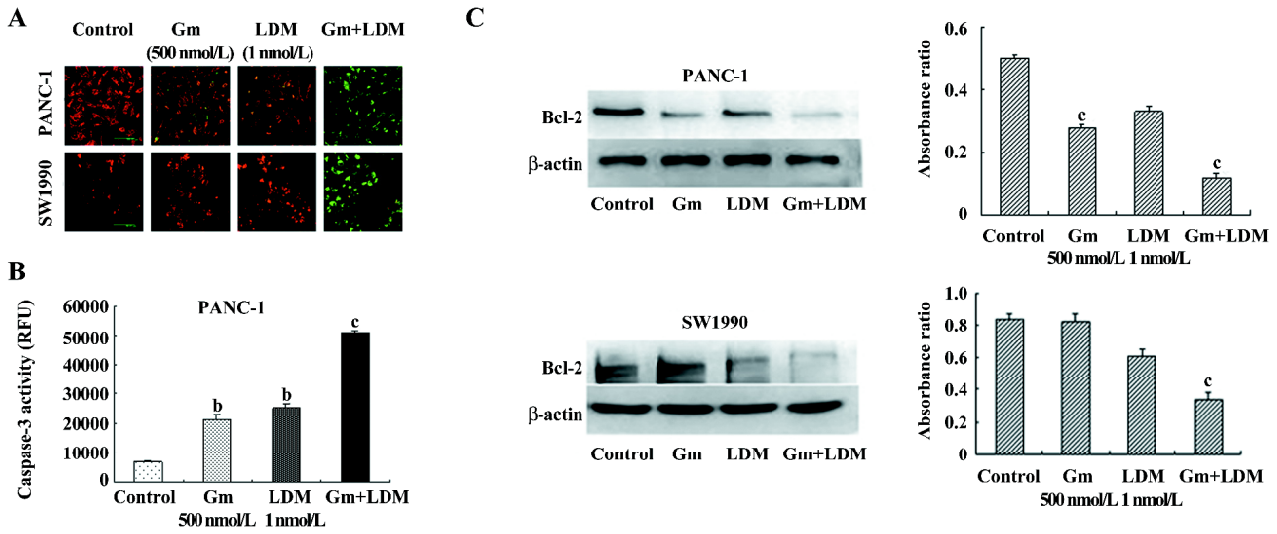 A
Control Gm LDM Gm+LDM
(500 nmol/L) (1 nmol/L)
PANC-1
SW1990
B
PANC-1
Caspase-3 activity (RFU)
60000
50000
40000
30000
20000
10000
0
b b c
Control Gm LDM Gm+LDM
500 nmol/L 1 nmol/L
C
PANC-1
Bcl-2
β-actin
Control Gm LDM Gm+LDM
Absorbance ratio
0.6
0.4
0.2
0
c c
Control Gm LDM Gm+LDM
500 nmol/L 1 nmol/L
SW1990
Bcl-2
β-actin
Control Gm LDM Gm+LDM
Absorbance ratio
1.0
0.8
0.6
0.4
0.2
0.0
c
Control Gm LDM Gm+LDM
500 nmol/L 1 nmol/L